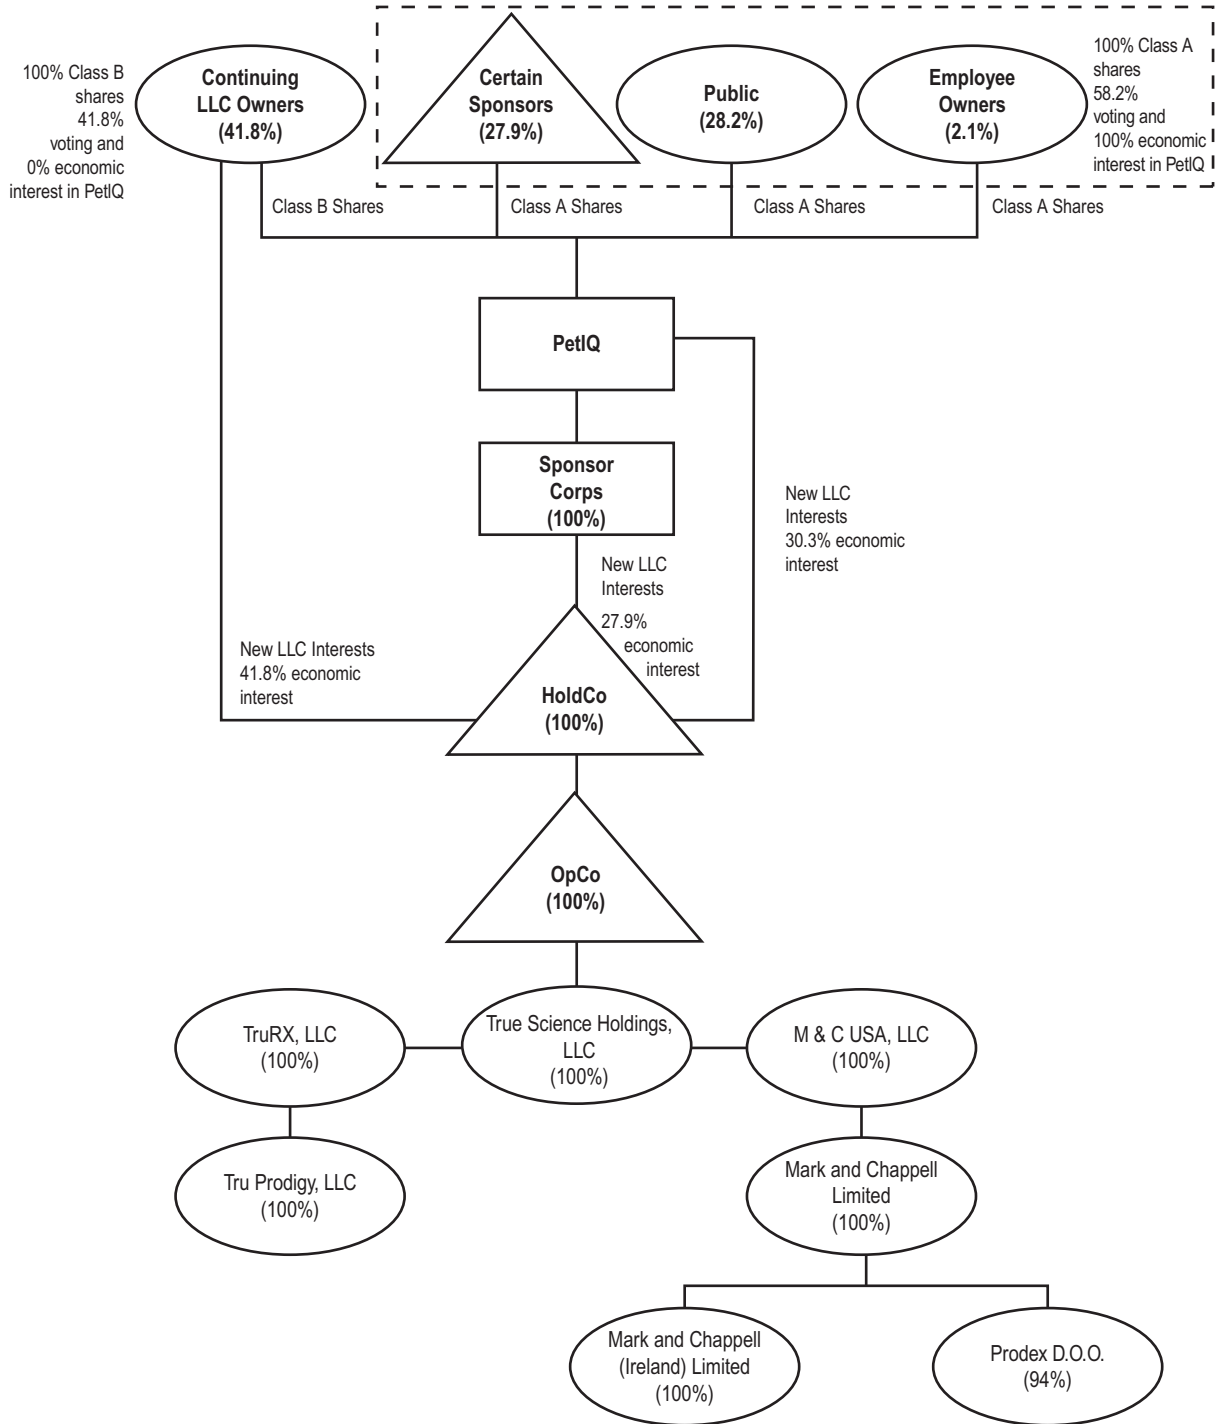 100% Class B
shares
41.8%
voting and
0% economic
interest in PetIQ
Continuing
LLC Owners
(41.8%)
Certain
Sponsors
(27.9%)
Public
(28.2%)
Employee
Owners
(2.1%)
100% Class A
shares
58.2%
voting and
100% economic
interest in PetIQ
Class B Shares
Class A Shares
Class A Shares
Class A Shares
PetIQ
Sponsor
Corps
(100%)
New LLC
Interests
30.3% economic
interest
New LLC
Interests
27.9%
economic
interest
New LLC Interests
41.8% economic
interest
HoldCo
(100%)
OpCo
(100%)
TruRX, LLC
(100%)
True Science Holdings,
LLC
(100%)
M & C USA, LLC
(100%)
Tru Prodigy, LLC
(100%)
Mark and Chappell
Limited
(100%)
Mark and Chappell
(Ireland) Limited
(100%)
Prodex D.O.O.
(94%)